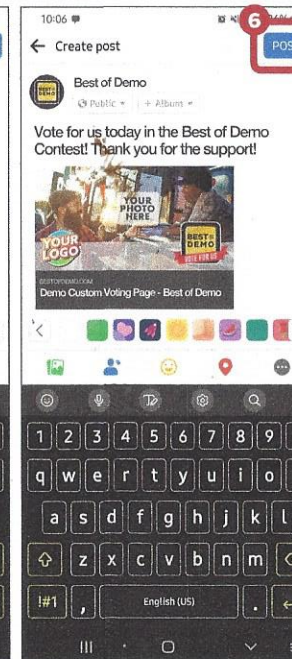 10:06
6
Create post
POS
Best of Demo
Public + Album
Vote for us today in the Best of Demo
Contest! Thank you for the support!
YOUR
PHOTO
HERE
YOUR
LOGO
BEST OF
DEMO
VOTE FOR US
BESTOFDEMO.COM
Demo Custom Voting Page - Best of Demo
1 2 3 4 5 6 7 8 9
q w e r t y u i o
a s d f g h j k l
z x c v b n m
!#1 , English (US) .